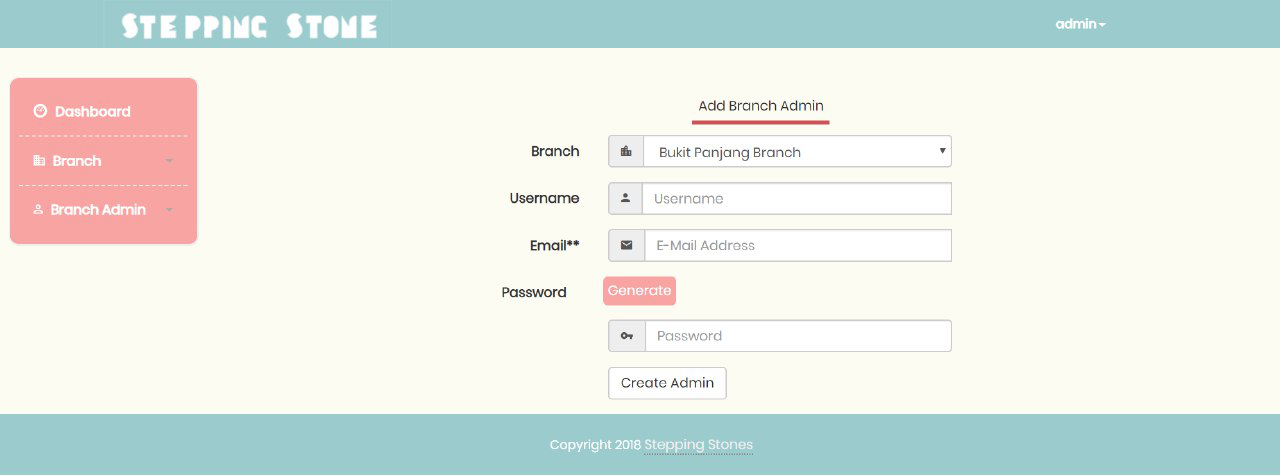 STEPPING STONE
admin
Dashboard
Branch
Branch Admin
Add Branch Admin
Branch
Bukit Panjang Branch
Username
Username
Email**
E-Mail Address
Password
Generate
Password
Create Admin
Copyright 2018 Stepping Stones